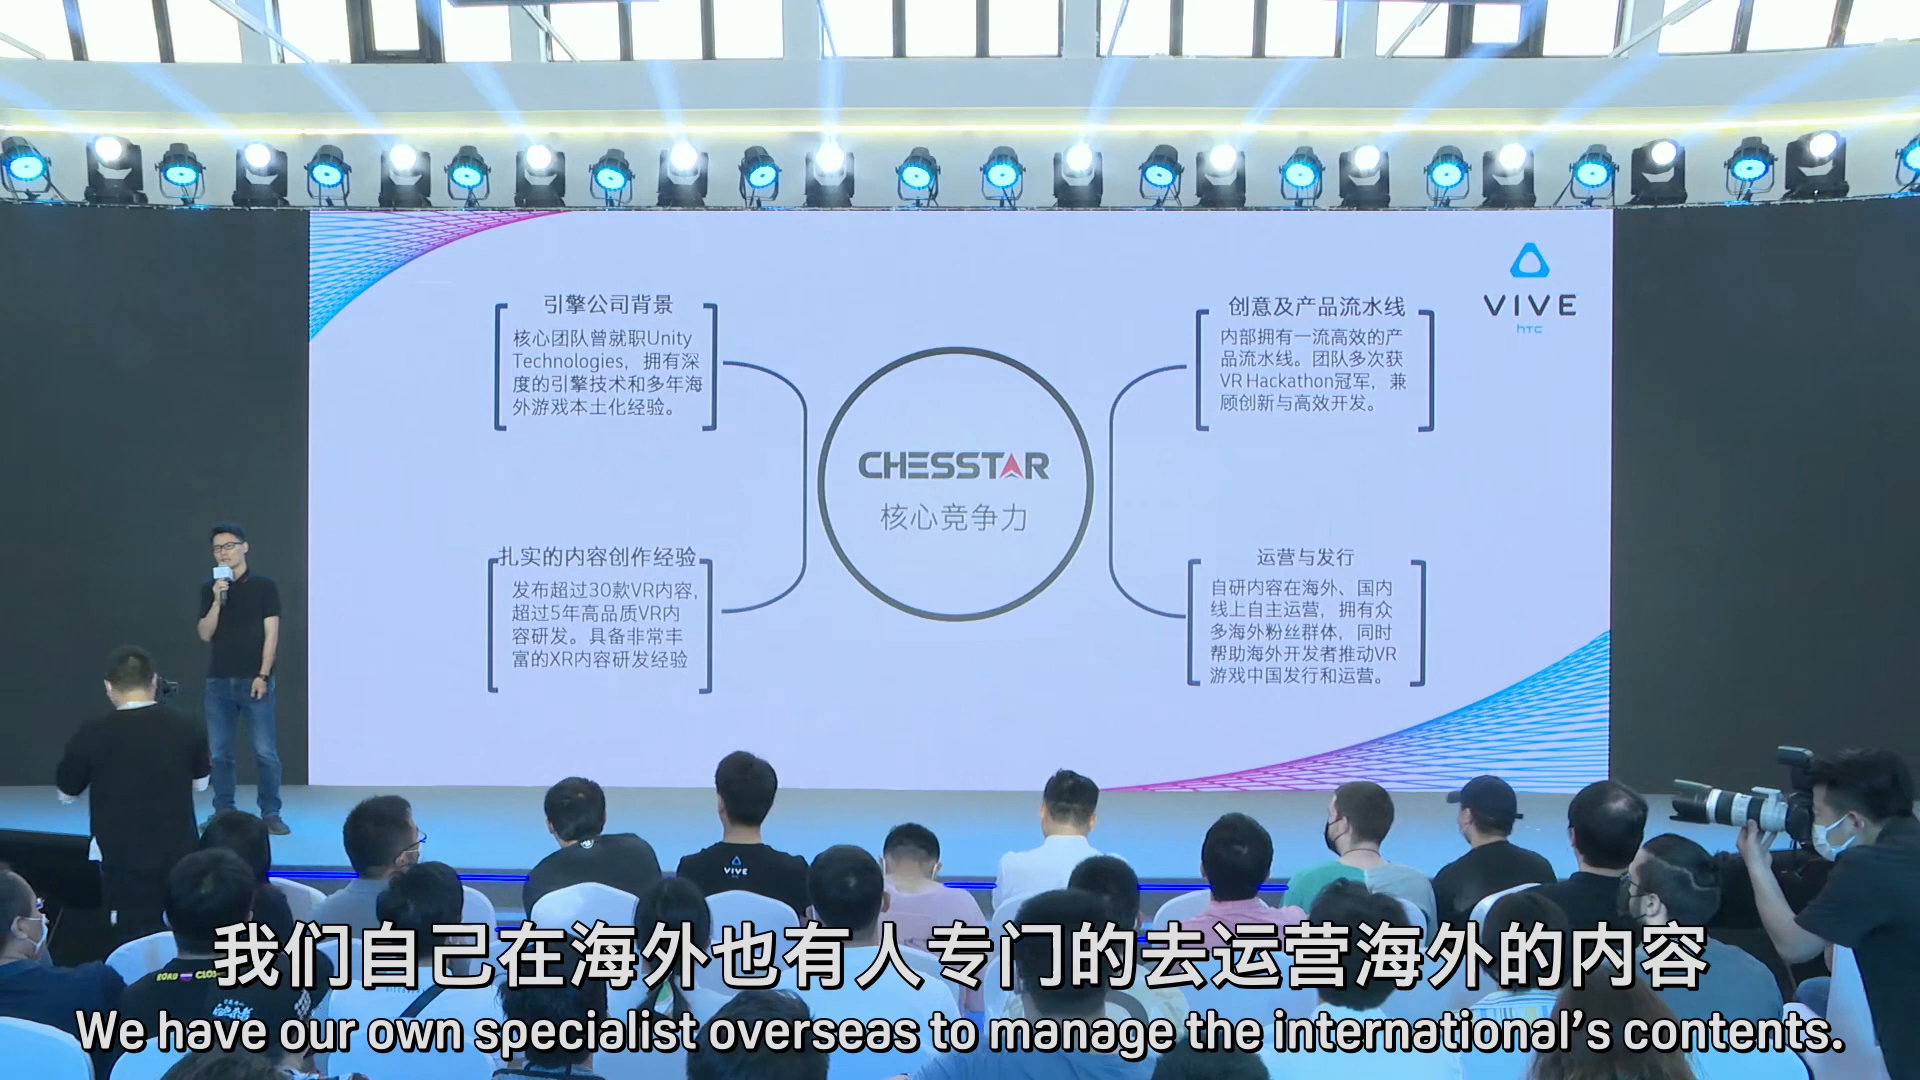 引擎公司背景
核心团队曾就职Unity
Technologies，拥有深
度的引擎技术和多年海
外游戏本土化经验。
扎实的内容创作经验
发布超过30款VR内容，
超过5年高品质VR内
容研发。具备非常丰
富的XR内容研发经验
CHESSTAR
核心竞争力
创意及产品流水线
内部拥有一流高效的产
品流水线。团队多次获
VR Hackathon冠军，兼
顾创新与高效开发。
运营与发行
自研内容在海外、国内
线上自主运营，拥有众
多海外粉丝群体，同时
帮助海外开发者推动VR
游戏中国发行和运营。
VIVE
htc
VIVE
ROAD CLO
我们自己在海外也有人专门的去运营海外的内容
We have our own specialist overseas to manage the international’s contents.